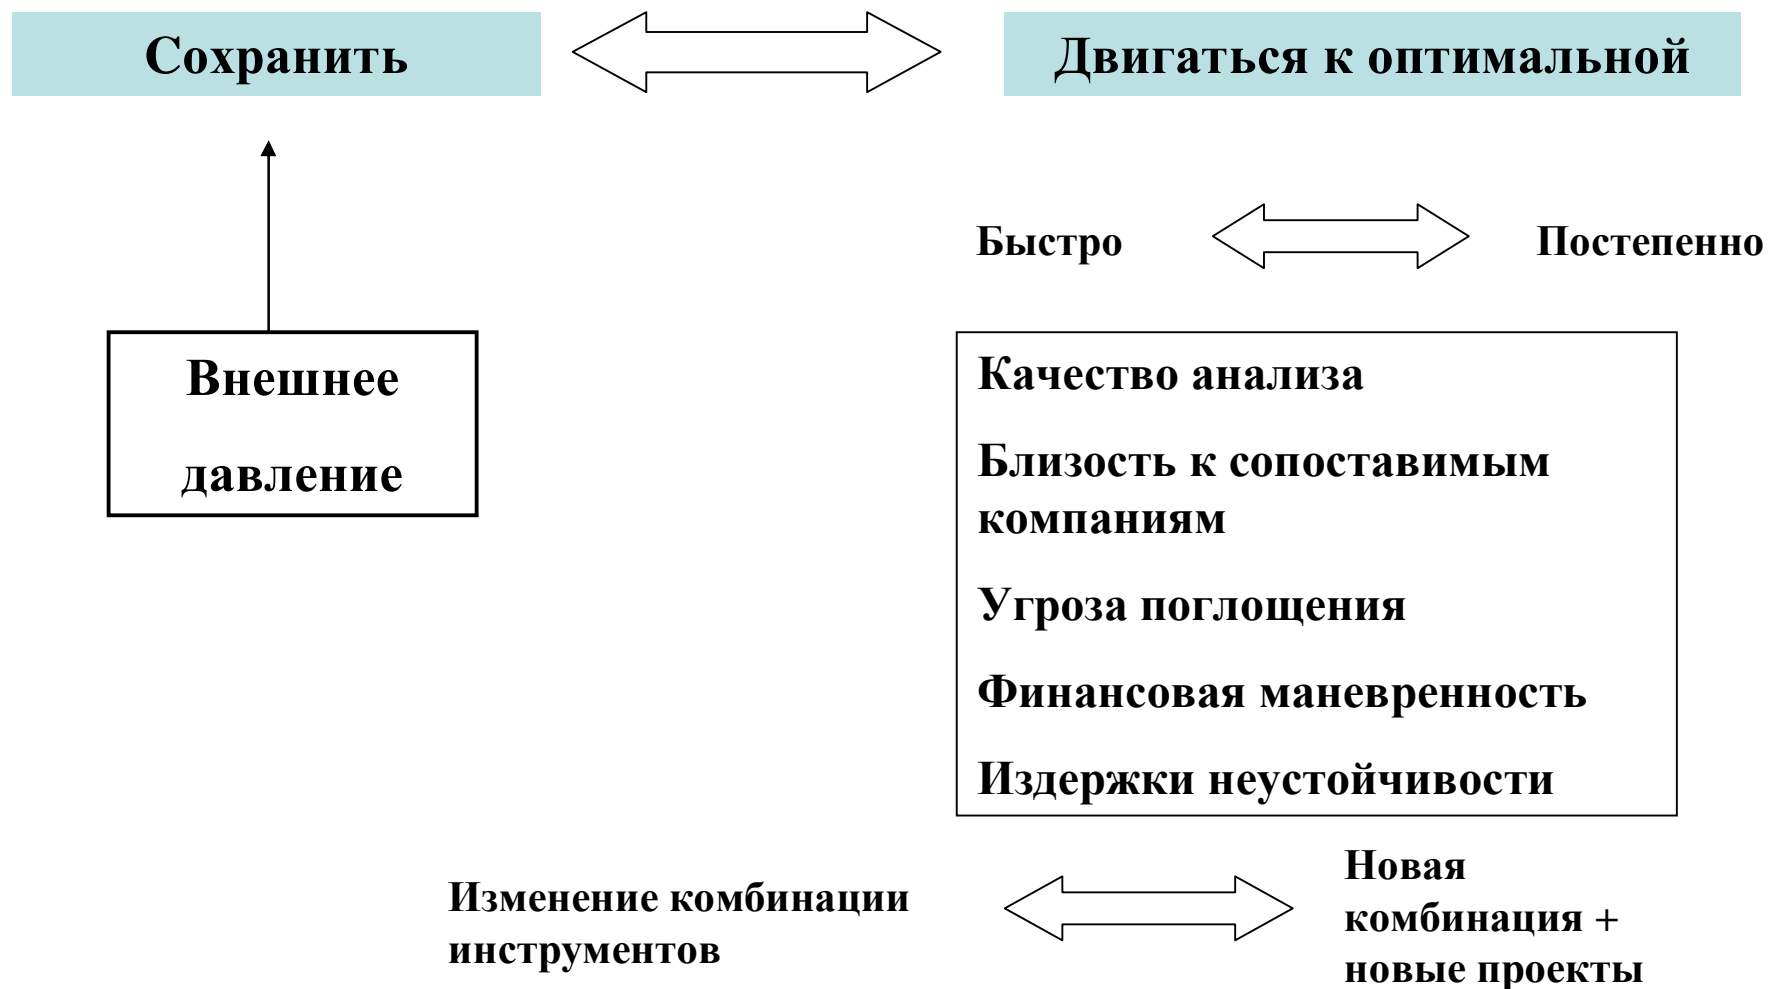 Сохранить
Двигаться к оптимальной
Быстро
Постепенно
Внешнее
давление
Качество анализа
Близость к сопоставимым
компаниям
Угроза поглощения
Финансовая маневренность
Издержки неустойчивости
Изменение комбинации
инструментов
Новая
комбинация +
новые проекты